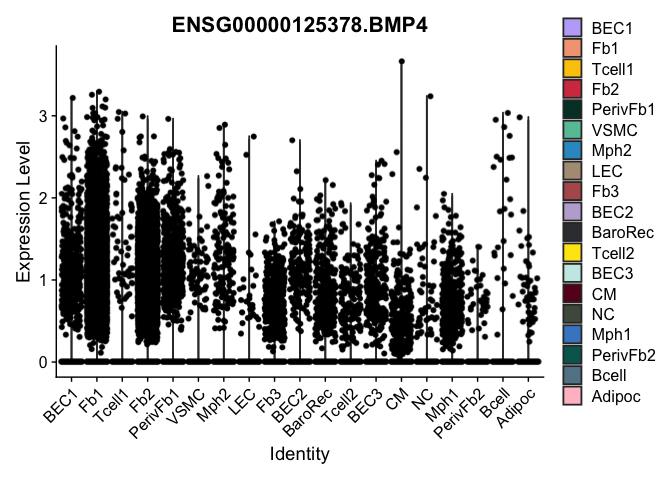 ENSG00000125378.BMP4
Expression Level
3
2
1
0
BEC1
Fb1
Tcell1
Fb2
PerivFb1
VSMC
Mph2
LEC
Fb3
BEC2
BaroRec
Tcell2
BEC3
CM
NC
Mph1
PerivFb2
Bcell
Adipoc
Identity
BEC1
Fb1
Tcell1
Fb2
PerivFb1
VSMC
Mph2
LEC
Fb3
BEC2
BaroRec
Tcell2
BEC3
CM
NC
Mph1
PerivFb2
Bcell
Adipoc